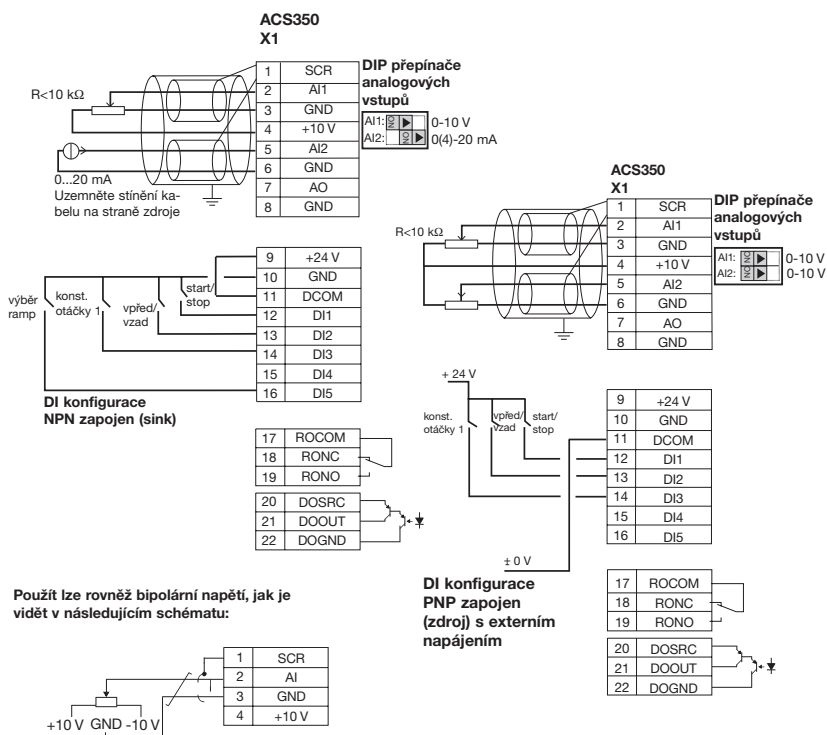 ACS350
X1
DIP přepínače
analogových
vstupů
R<10 kΩ
1 SCR
2 AI1
3 GND
4 +10 V
5 AI2
6 GND
7 AO
8 GND
AI1: ON 0-10 V
AI2: ON 0(4)-20 mA
0...20 mA
Uzemněte stínění ka-
belu na straně zdroje
9 +24 V
10 GND
11 DCOM
12 DI1
13 DI2
14 DI3
15 DI4
16 DI5
výběr
ramp
konst.
otáčky 1
vpřed/
vzad
start/
stop
DI konfigurace
NPN zapojen (sink)
17 ROCOM
18 RONC
19 RONO
20 DOSRC
21 DOOUT
22 DOGND
Použít lze rovněž bipolární napětí, jak je
vidět v následujícím schématu:
1 SCR
2 AI
3 GND
4 +10 V
+10 V GND -10 V
ACS350
X1
DIP přepínače
analogových
vstupů
R<10 kΩ
1 SCR
2 AI1
3 GND
4 +10 V
5 AI2
6 GND
7 AO
8 GND
AI1: ON 0-10 V
AI2: ON 0-10 V
+ 24 V
konst.
otáčky 1
vpřed/
vzad
start/
stop
9 +24 V
10 GND
11 DCOM
12 DI1
13 DI2
14 DI3
15 DI4
16 DI5
± 0 V
DI konfigurace
PNP zapojen
(zdroj) s externím
napájením
17 ROCOM
18 RONC
19 RONO
20 DOSRC
21 DOOUT
22 DOGND